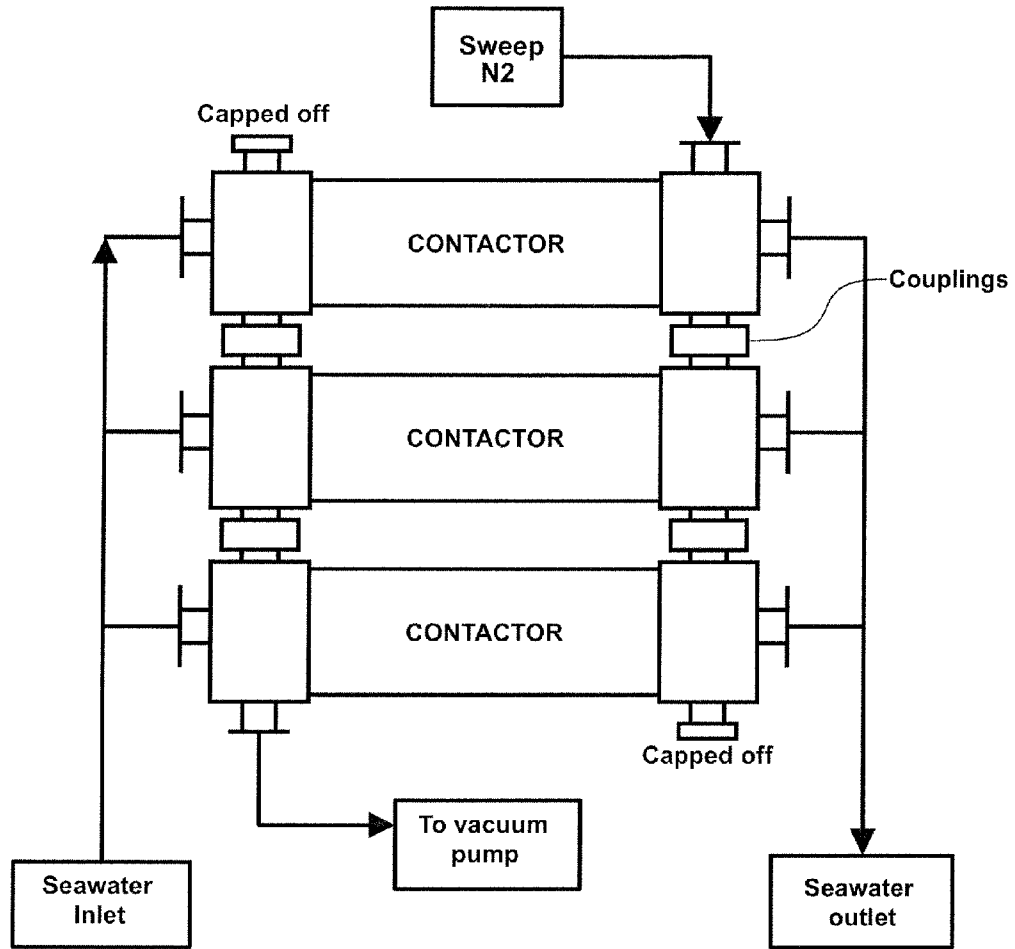 Sweep
N2
Capped off
CONTACTOR
Couplings
CONTACTOR
CONTACTOR
Capped off
To vacuum
pump
Seawater
Inlet
Seawater
outlet